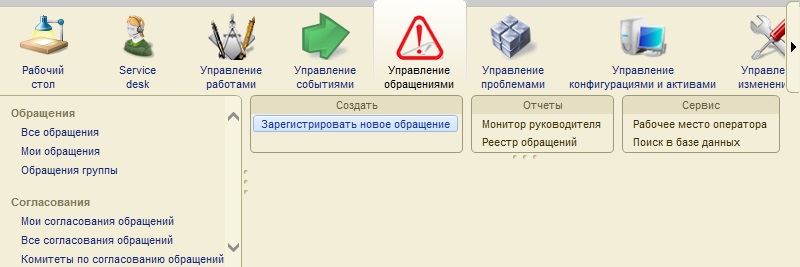 Рабочий стол
Service desk
Управление работами
Управление событиями
Управление обращениями
Управление проблемами
Управление конфигурациями и активами
Управле
изменени
Обращения
Все обращения
Мои обращения
Обращения группы
Согласования
Мои согласования обращений
Все согласования обращений
Комитеты по согласованию обращений
Создать
Зарегистрировать новое обращение
Отчеты
Монитор руководителя
Реестр обращений
Сервис
Рабочее место оператора
Поиск в базе данных